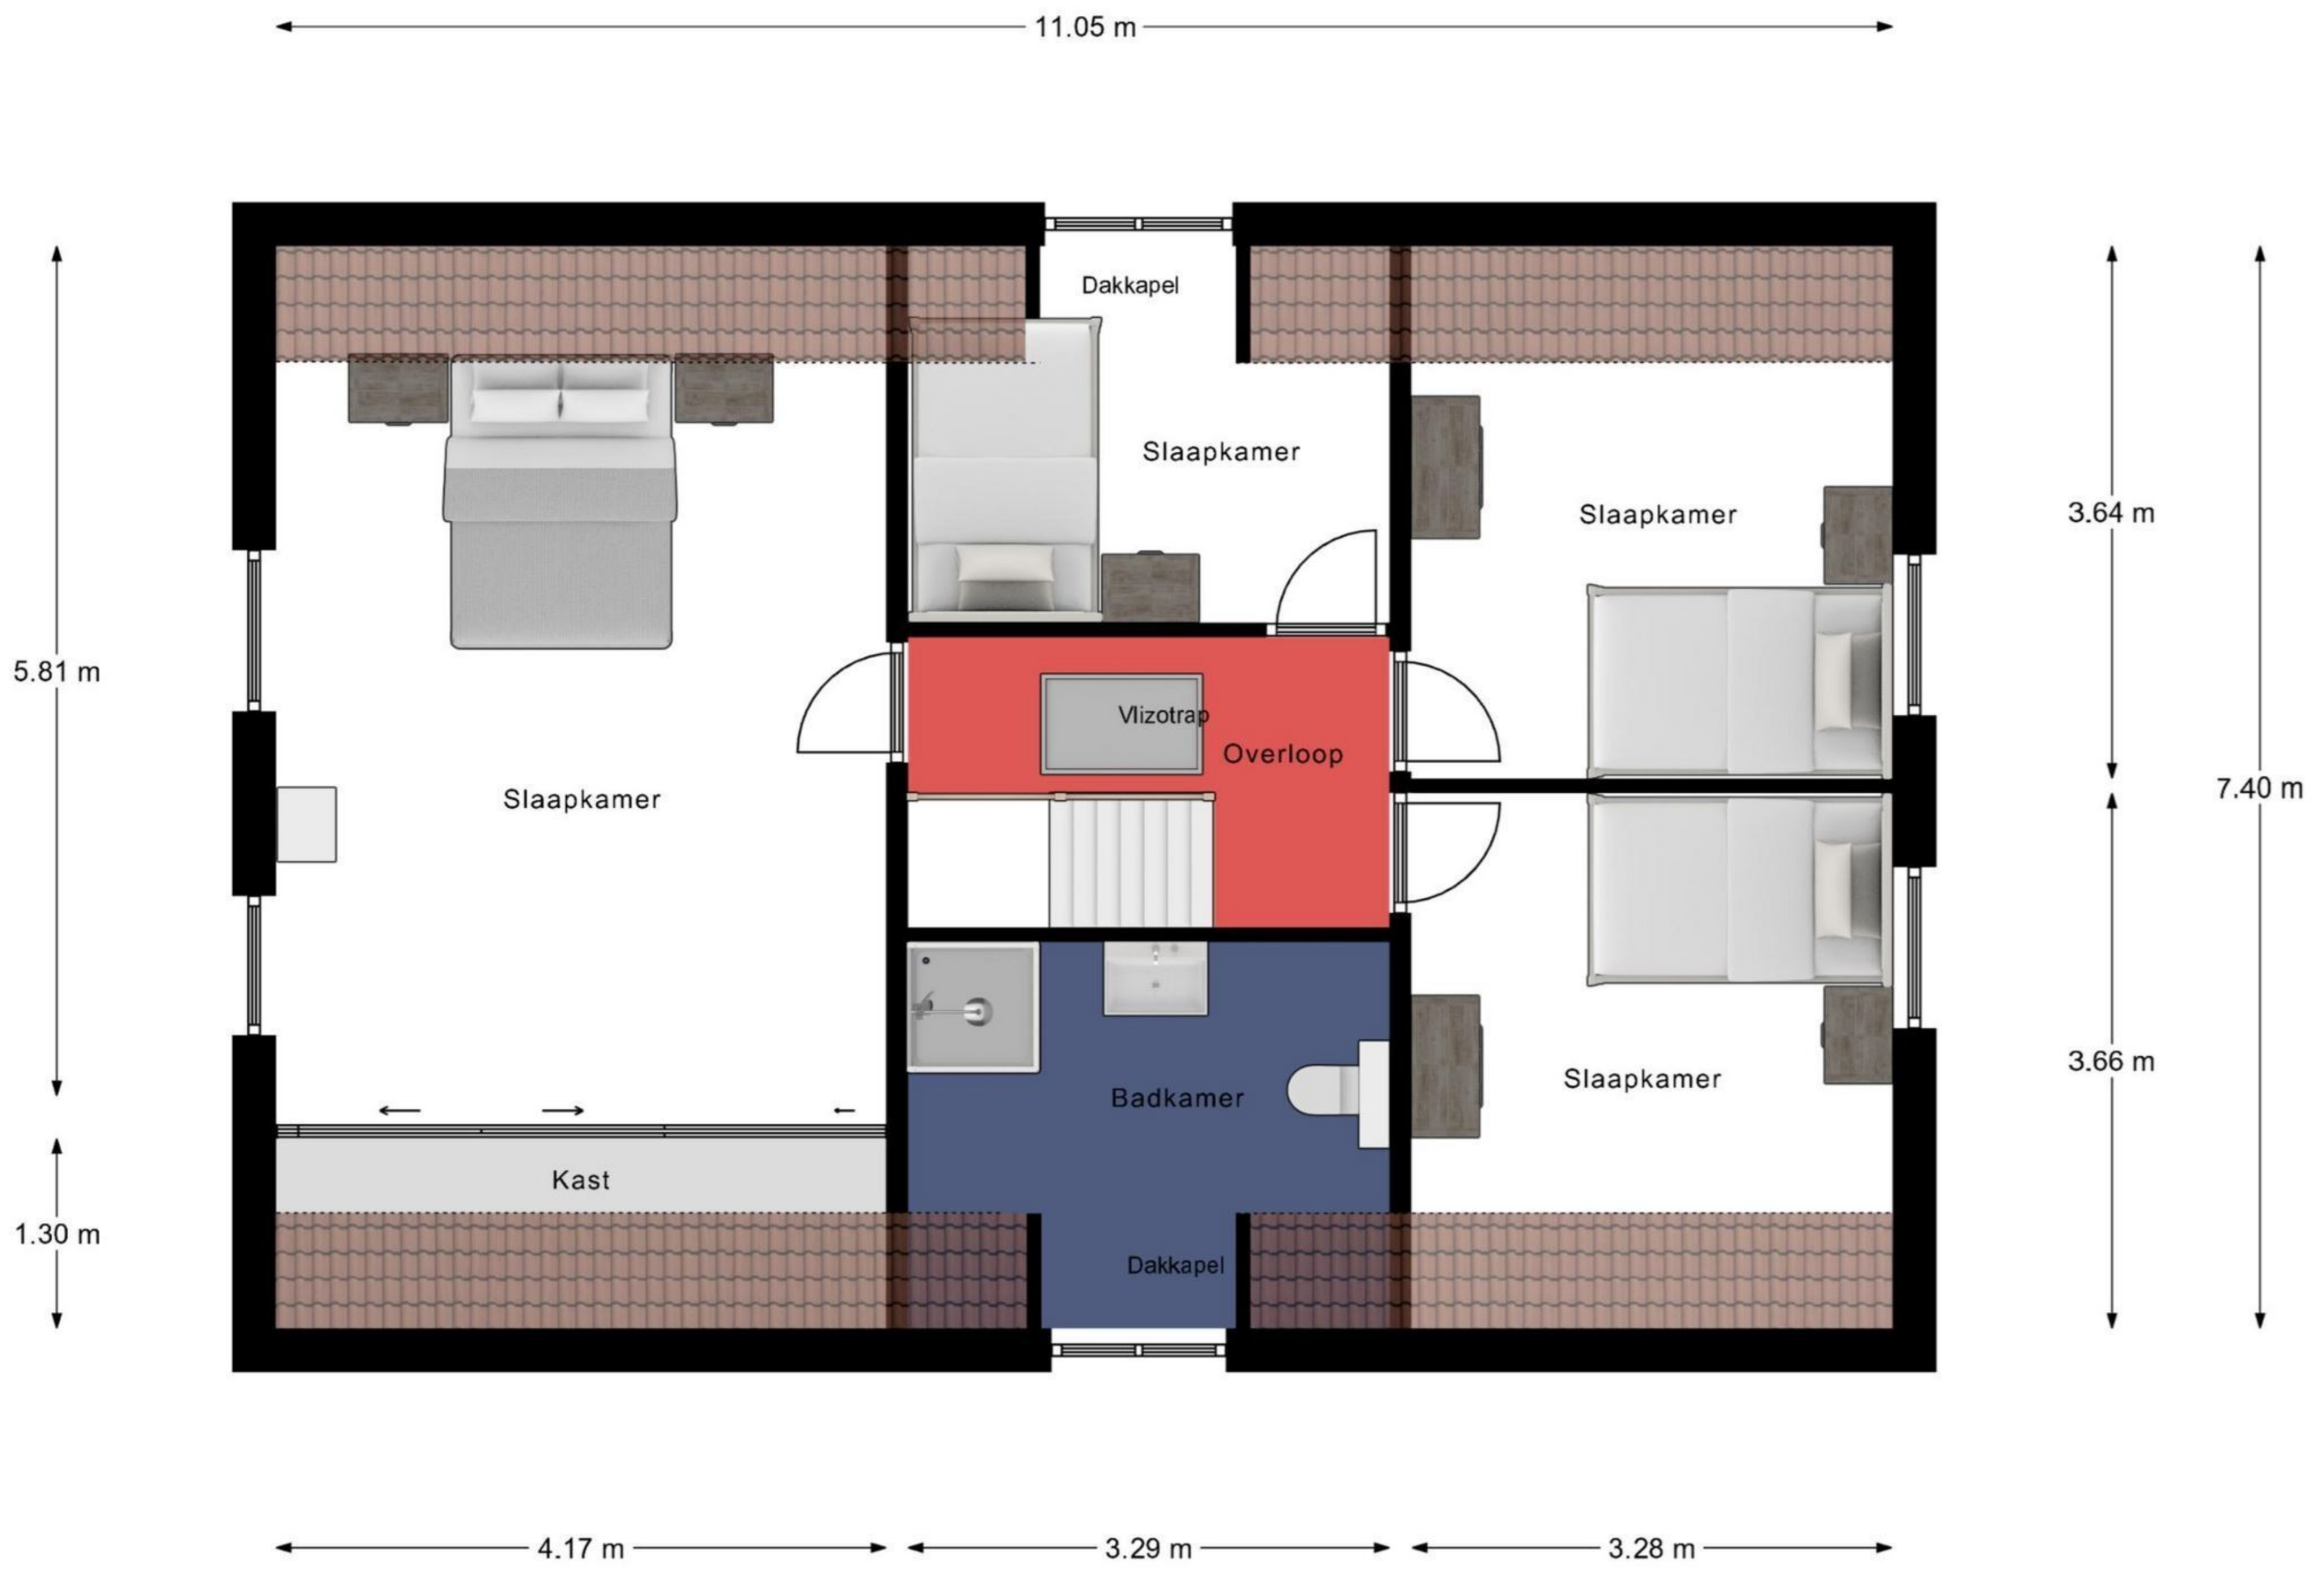 11.05 m
Dakkapel
Slaapkamer
Slaapkamer
3.64 m
5.81 m
Vlizotrap
Overloop
7.40 m
Slaapkamer
3.66 m
Slaapkamer
Badkamer
Kast
1.30 m
Dakkapel
4.17 m
3.29 m
3.28 m